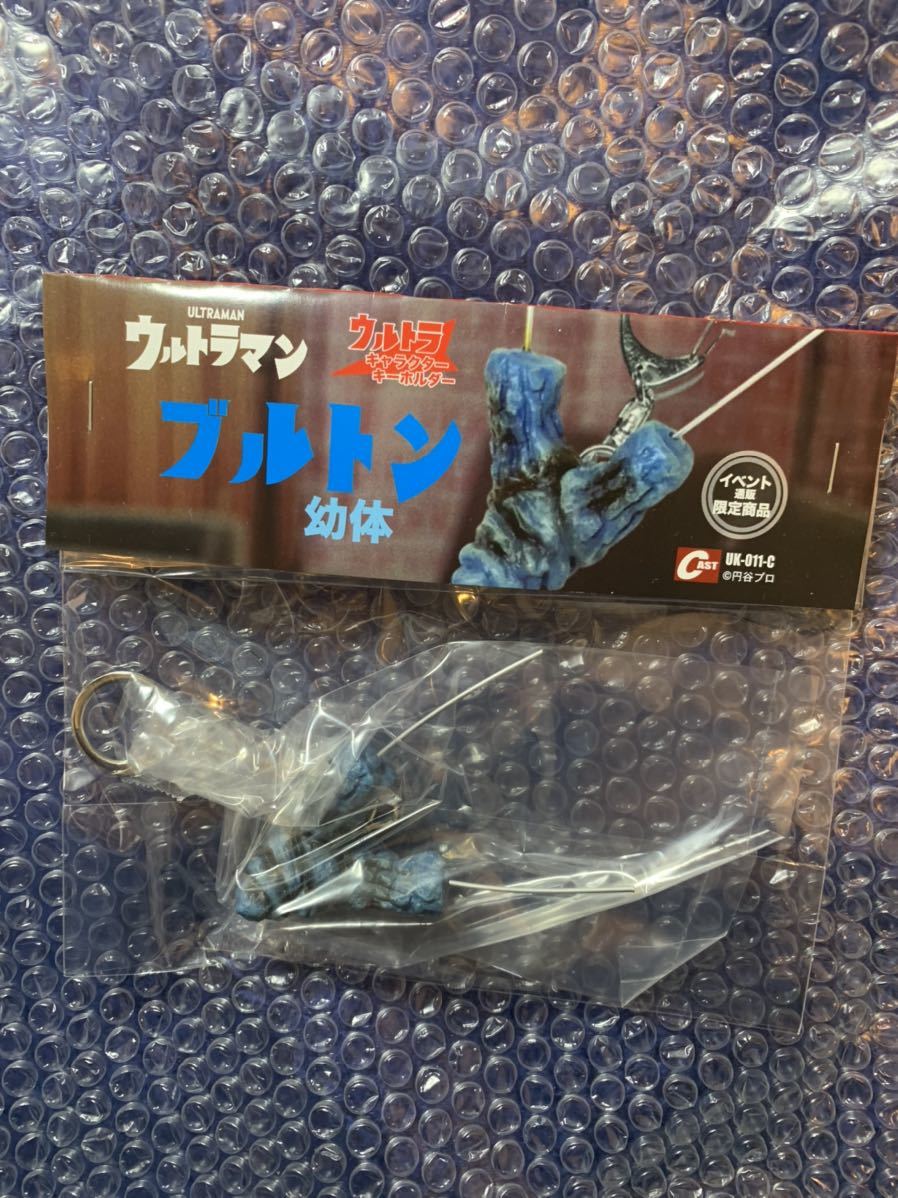 ULTRAMAN
ウルトラマン
ウルトラ
キャラクター
キーホルダー
ブルトン
幼体
イベント
通販
限定商品
CAST UK-011-C
©円谷プロ